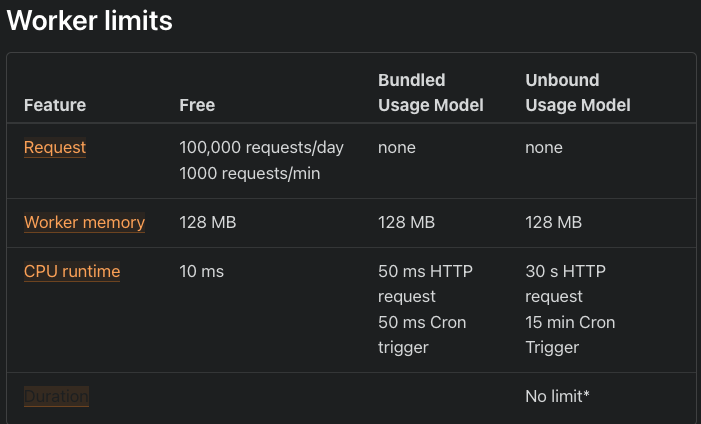 Worker limits
Bundled Unbound
Feature Free Usage Model Usage Model
Request 100,000 requests/day none none
1000 requests/min
Worker memory 128 MB 128 MB 128 MB
CPU runtime 10 ms 50 ms HTTP 30 s HTTP
request request
50 ms Cron 15 min Cron
trigger Trigger
Duration No limit*